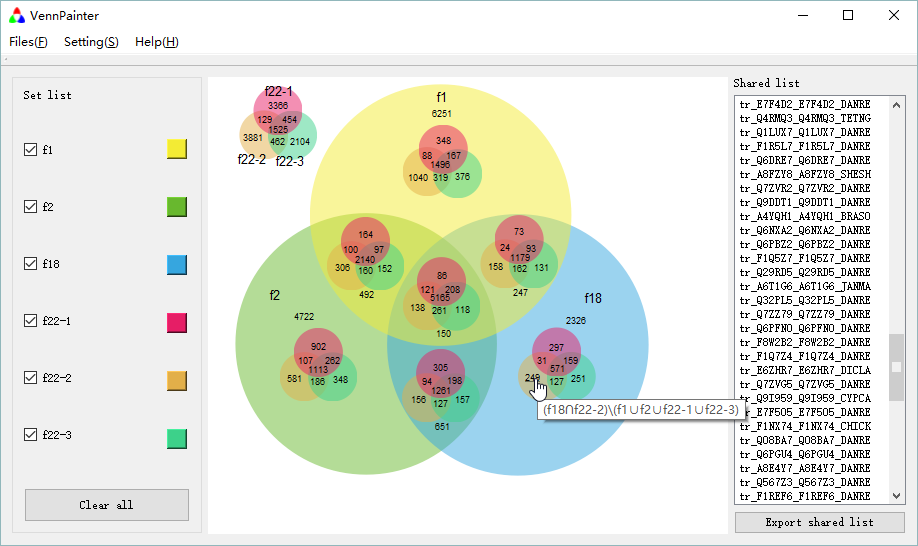 VennPainter
Files(F) Setting(S) Help(H)
Set list
f1
f2
f18
f22-1
f22-2
f22-3
Clear all
f22-1
3366
129 454
1525
3881 462 2104
f22-2 f22-3
f1
6251
348
88 167
1496
1040 319 376
164
100 97
2140
306 160 152
492
73
24 93
1179
158 162 131
247
86
121 208
5165
138 261 118
150
f2
4722
902
107 262
1113
581 186 348
f18
2326
297
31 159
571
249 127 251
305
94 198
1261
156 127 157
651
(f18∩f22-2)\(f1∪f2∪f22-1∪f22-3)
Shared list
tr_E7F4D2_E7F4D2_DANRE
tr_Q4RMQ3_Q4RMQ3_TETNG
tr_Q1LUX7_Q1LUX7_DANRE
tr_F1R5L7_F1R5L7_DANRE
tr_Q6DRE7_Q6DRE7_DANRE
tr_A8FZY8_A8FZY8_SHESH
tr_Q7ZVR2_Q7ZVR2_DANRE
tr_Q9DDT1_Q9DDT1_DANRE
tr_A4YQH1_A4YQH1_BRASO
tr_Q6NXA2_Q6NXA2_DANRE
tr_Q6PBZ2_Q6PBZ2_DANRE
tr_F1Q5Z7_F1Q5Z7_DANRE
tr_Q29RD5_Q29RD5_DANRE
tr_A6T1G6_A6T1G6_JANMA
tr_Q32PL5_Q32PL5_DANRE
tr_Q7ZZ79_Q7ZZ79_DANRE
tr_Q6PFN0_Q6PFN0_DANRE
tr_F8W2B2_F8W2B2_DANRE
tr_F1Q7Z4_F1Q7Z4_DANRE
tr_E6ZHR7_E6ZHR7_DICLA
tr_Q7ZVG5_Q7ZVG5_DANRE
tr_Q9I959_Q9I959_CYPCA
tr_E7F505_E7F505_DANRE
tr_F1NX74_F1NX74_CHICK
tr_Q08BA7_Q08BA7_DANRE
tr_Q6PGU4_Q6PGU4_DANRE
tr_A8E4Y7_A8E4Y7_DANRE
tr_Q567Z3_Q567Z3_DANRE
tr_F1REF6_F1REF6_DANRE
Export shared list